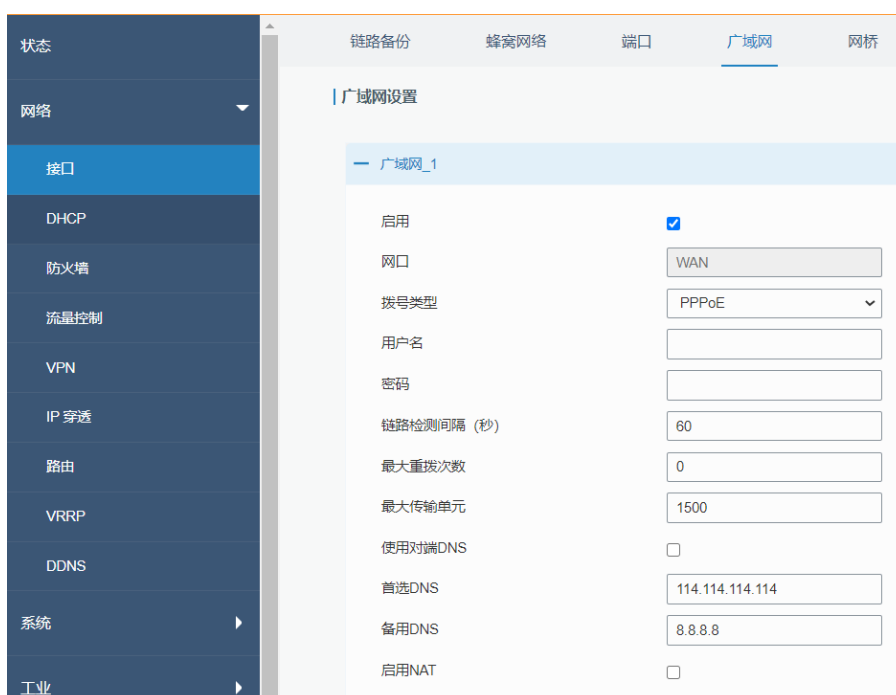 状态
网络
接口
DHCP
防火墙
流量控制
VPN
IP 穿透
路由
VRRP
DDNS
系统
工业
链路备份 蜂窝网络 端口 广域网 网桥
广域网设置
广域网_1
启用
网口 WAN
拨号类型 PPPoE
用户名
密码
链路检测间隔 (秒) 60
最大重拨次数 0
最大传输单元 1500
使用对端DNS
首选DNS 114.114.114.114
备用DNS 8.8.8.8
启用NAT